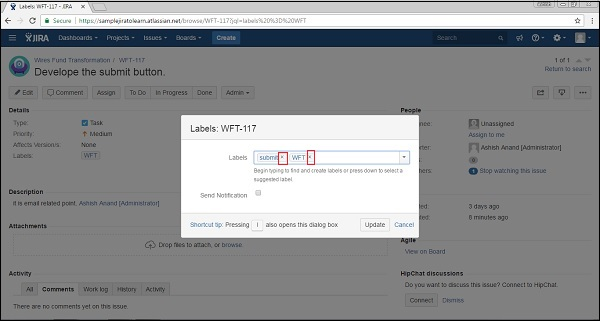 Labels: WFT-117 - JIRA
Secure https://samplejiratolearn.atlassian.net/browse/WFT-117?jql=labels%20%3D%20WFT
JIRA Dashboards Projects Issues Boards Create Search
Wires Fund Transformation / WFT-117
1 of 1
Develope the submit button.
Return to search
Edit Comment Assign To Do In Progress Done Admin
Details
People
Type: Task
Unassigned
Priority: Medium
Assign to me
Affects Versions: None
Labels: WFT
Ashish Anand [Administrator]
1 Stop watching this issue
Labels: WFT-117
Labels submit × WFT ×
Begin typing to find and create labels or press down to select a
suggested label.
Send Notification
Shortcut tip: Pressing l also opens this dialog box Update Cancel
Description
it is email related point. Ashish Anand [Administrator]
3 days ago
8 minutes ago
Attachments
Drop files to attach, or browse.
Agile
View on Board
Activity
HipChat discussions
All Comments Work log History Activity
Do you want to discuss this issue? Connect to HipChat.
Connect Dismiss
There are no comments yet on this issue.